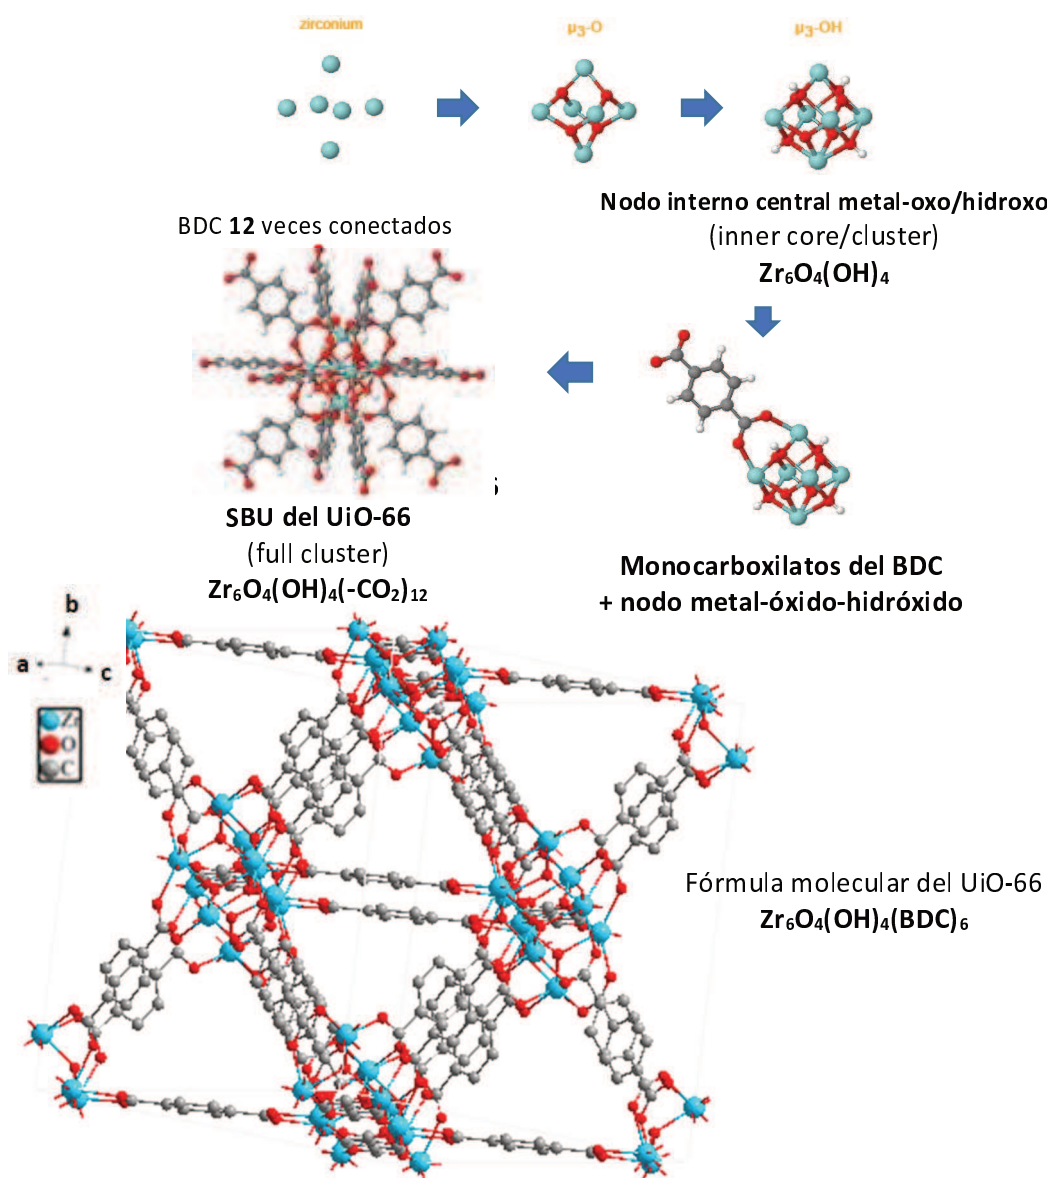 zirconium
μ₃-O
μ₃-OH
Nodo interno central metal-oxo/hidroxo
(inner core/cluster)
Zr₆O₄(OH)₄
BDC 12 veces conectados
SBU del UiO-66
(full cluster)
Zr₆O₄(OH)₄(-CO₂)₁₂
Monocarboxilatos del BDC
+ nodo metal-óxido-hidróxido
b
a
c
Zr
O
C
Fórmula molecular del UiO-66
Zr₆O₄(OH)₄(BDC)₆